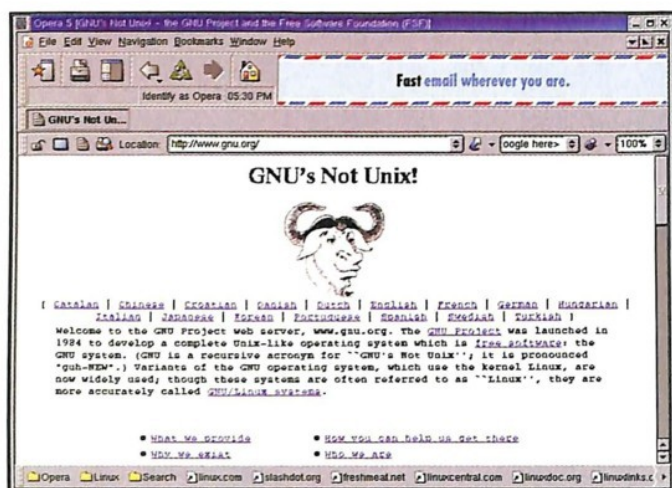 Opera 5 [GNU's Not Unix! - the GNU Project and the Free Software Foundation (FSF)]
File Edit View Navigation Bookmarks Window Help
Fast email wherever you are.
Identify as Opera 05:30 PM
GNU's Not Un...
Location: http://www.gnu.org/ oogle here> 100%
GNU's Not Unix!
[ Catalan | Chinese | Croatian | Danish | Dutch | English | French | German | Hungarian |
Italian | Japanese | Korean | Portuguese | Spanish | Swedish | Turkish ]
Welcome to the GNU Project web server, www.gnu.org. The GNU Project was launched in
1984 to develop a complete Unix-like operating system which is free software: the
GNU system. (GNU is a recursive acronym for ``GNU's Not Unix''; it is pronounced
"guh-NEW".) Variants of the GNU operating system, which use the kernel Linux, are
now widely used; though these systems are often referred to as ``Linux'', they are
more accurately called GNU/Linux systems.
• What we provide • How you can help us get there
• Why we exist • Who we are
Opera Linux Search linux.com slashdot.org freshmeat.net linuxcentral.com linuxdoc.org linuxlinks.c